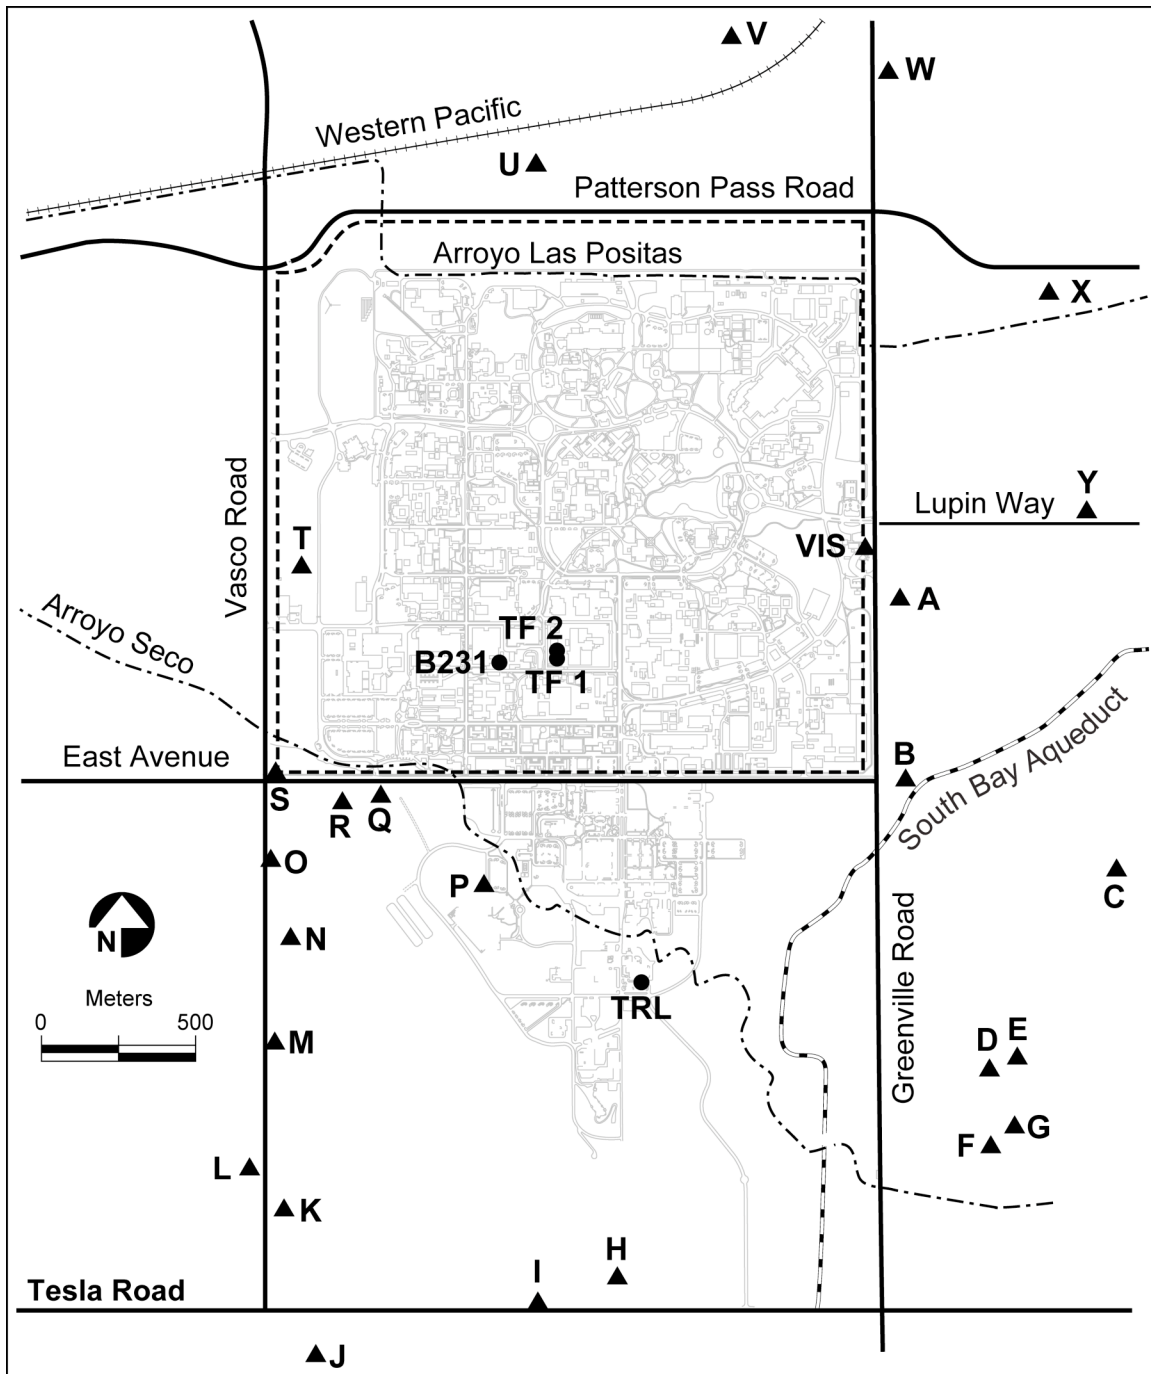 V
W
Western Pacific
U
Patterson Pass Road
Arroyo Las Positas
X
Vasco Road
Y
Lupin Way
T
VIS
A
Arroyo Seco
TF 2
B231
TF 1
South Bay Aqueduct
East Avenue
B
S
R
Q
O
P
C
N
N
Meters
0
500
TRL
M
Greenville Road
D
E
F
G
L
K
H
I
Tesla Road
J